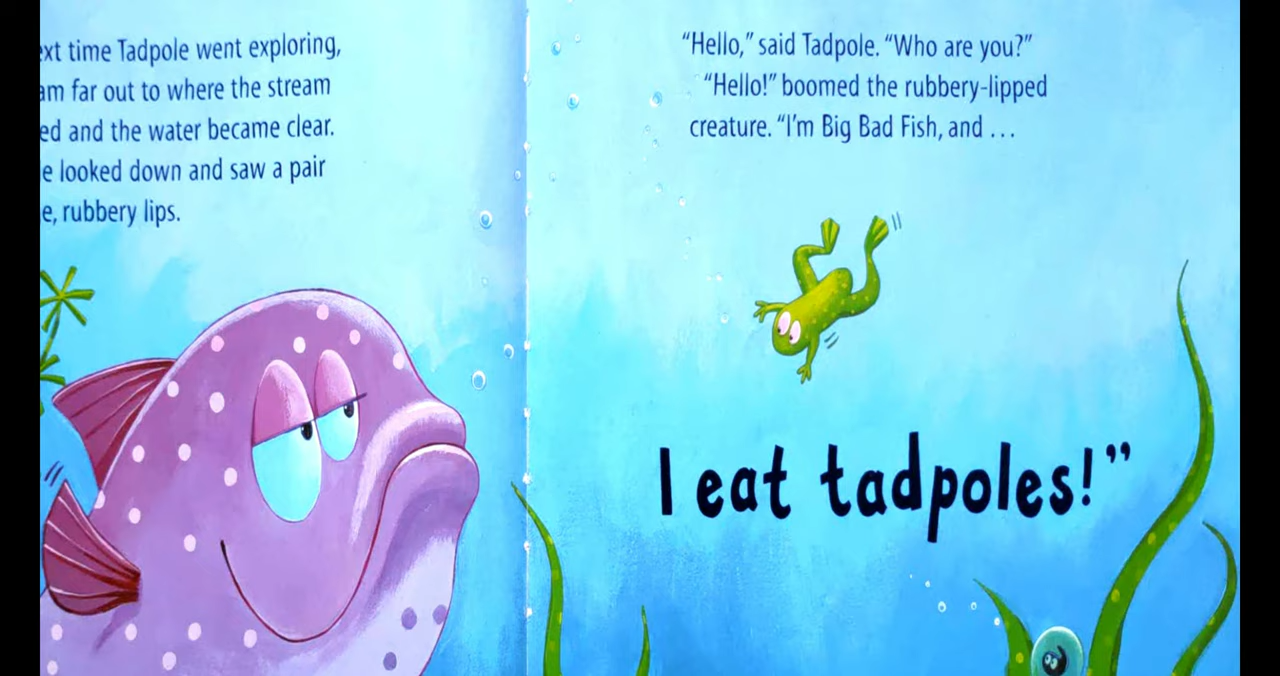 ext time Tadpole went exploring,
am far out to where the stream
ed and the water became clear.
e looked down and saw a pair
e, rubbery lips.
“Hello,” said Tadpole. “Who are you?”
“Hello!” boomed the rubbery-lipped
creature. “I’m Big Bad Fish, and ...
I eat tadpoles!”